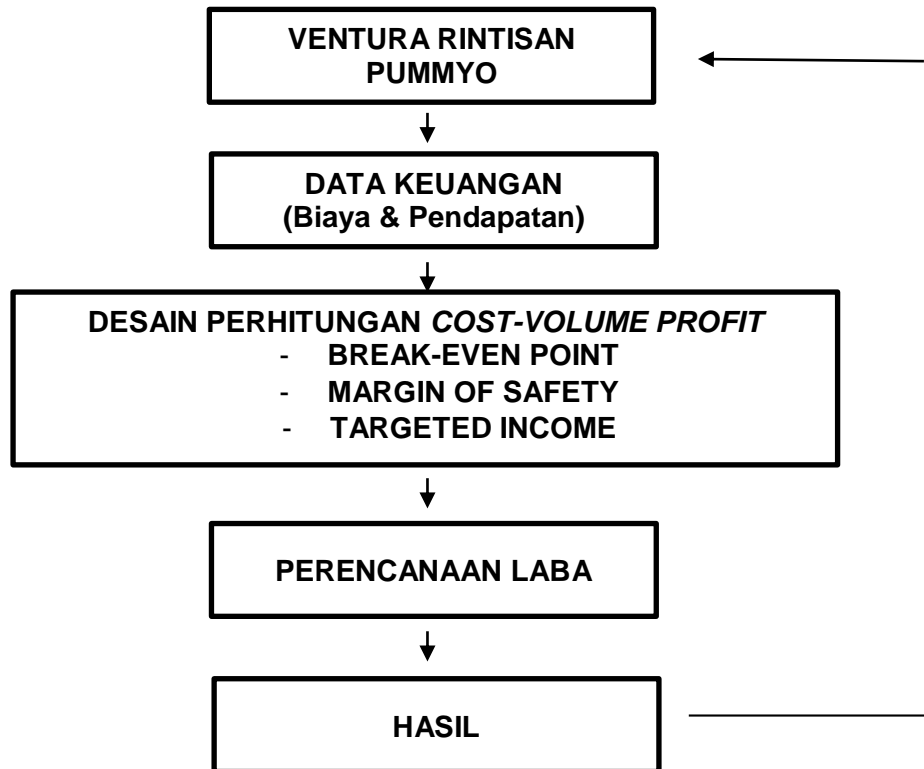 VENTURA RINTISAN
PUMMYO
DATA KEUANGAN
(Biaya & Pendapatan)
DESAIN PERHITUNGAN COST-VOLUME PROFIT
- BREAK-EVEN POINT
- MARGIN OF SAFETY
- TARGETED INCOME
PERENCANAAN LABA
HASIL